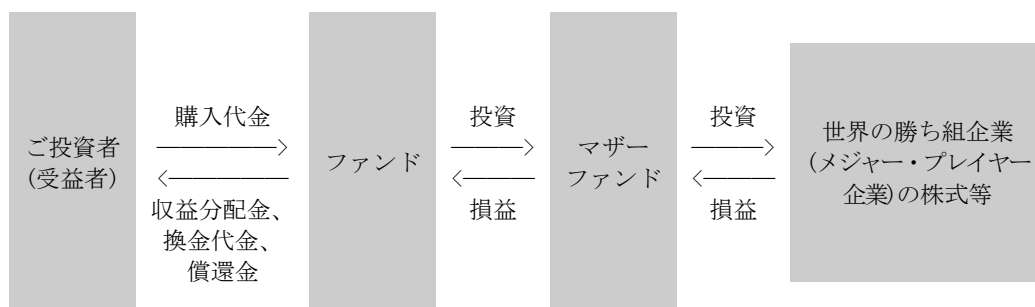 ご投資者
(受益者)
購入代金
―――――>
<―――――
収益分配金、
換金代金、
償還金
ファンド
投資
―――>
<―――
損益
マザー
ファンド
投資
―――>
<―――
損益
世界の勝ち組企業
(メジャー・プレイヤー
企業)の株式等